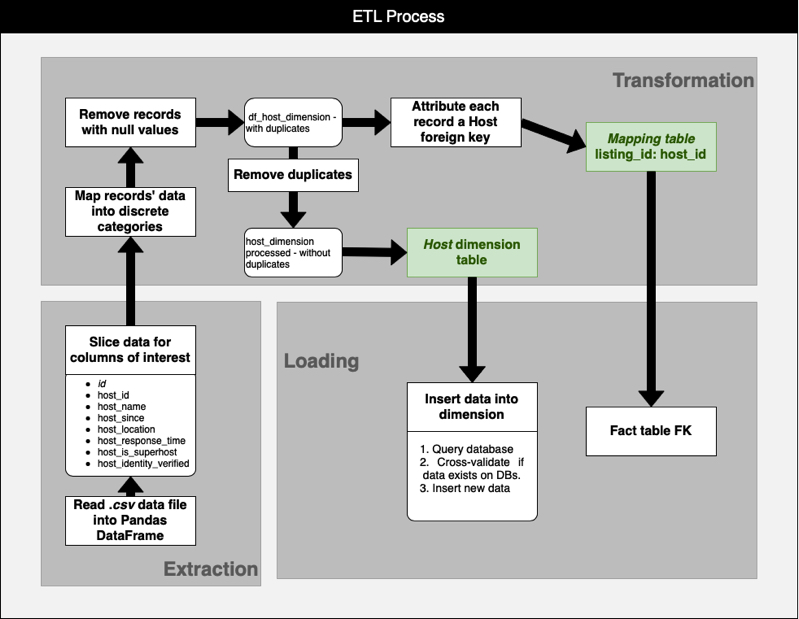 ETL Process
Transformation
Remove records
with null values
df_host_dimension -
with duplicates
Attribute each
record a Host
foreign key
Mapping table
listing_id: host_id
Remove duplicates
Map records' data
into discrete
categories
host_dimension
processed - without
duplicates
Host dimension
table
Slice data for
columns of interest
• id
• host_id
• host_name
• host_since
• host_location
• host_response_time
• host_is_superhost
• host_identity_verified
Read .csv data file
into Pandas
DataFrame
Extraction
Loading
Insert data into
dimension
1. Query database
2. Cross-validate if
data exists on DBs.
3. Insert new data
Fact table FK